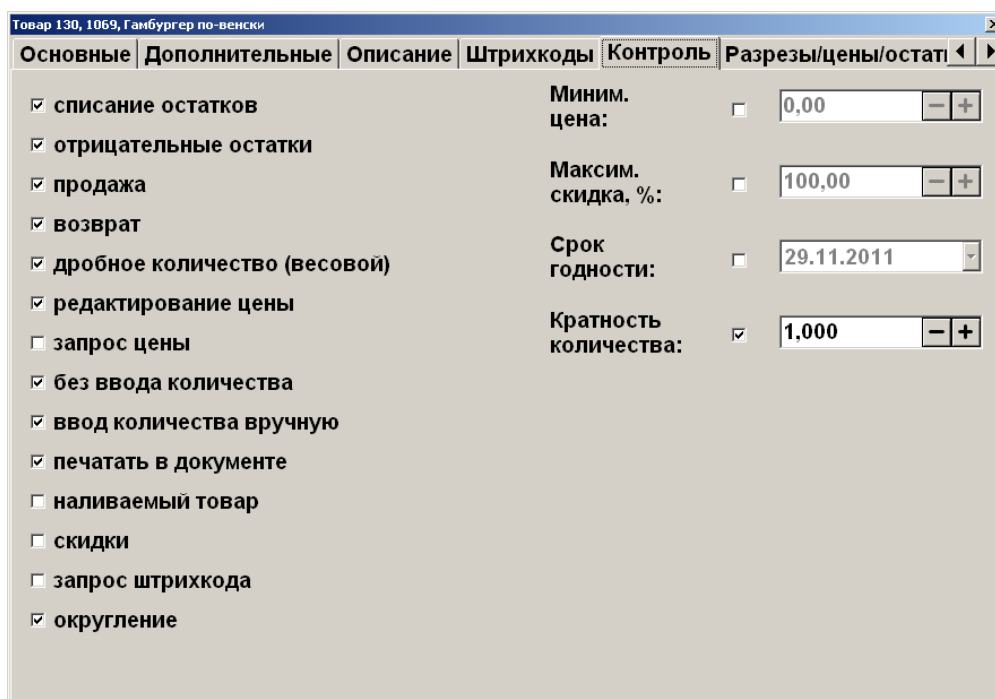 Товар 130, 1069, Гамбургер по-венски
Основные Дополнительные Описание Штрихкоды Контроль Разрезы/цены/остат
списание остатков
отрицательные остатки
продажа
возврат
дробное количество (весовой)
редактирование цены
запрос цены
без ввода количества
ввод количества вручную
печатать в документе
наливаемый товар
скидки
запрос штрихкода
округление
Миним.
цена:
0,00
Максим.
скидка, %:
100,00
Срок
годности:
29.11.2011
Кратность
количества:
1,000